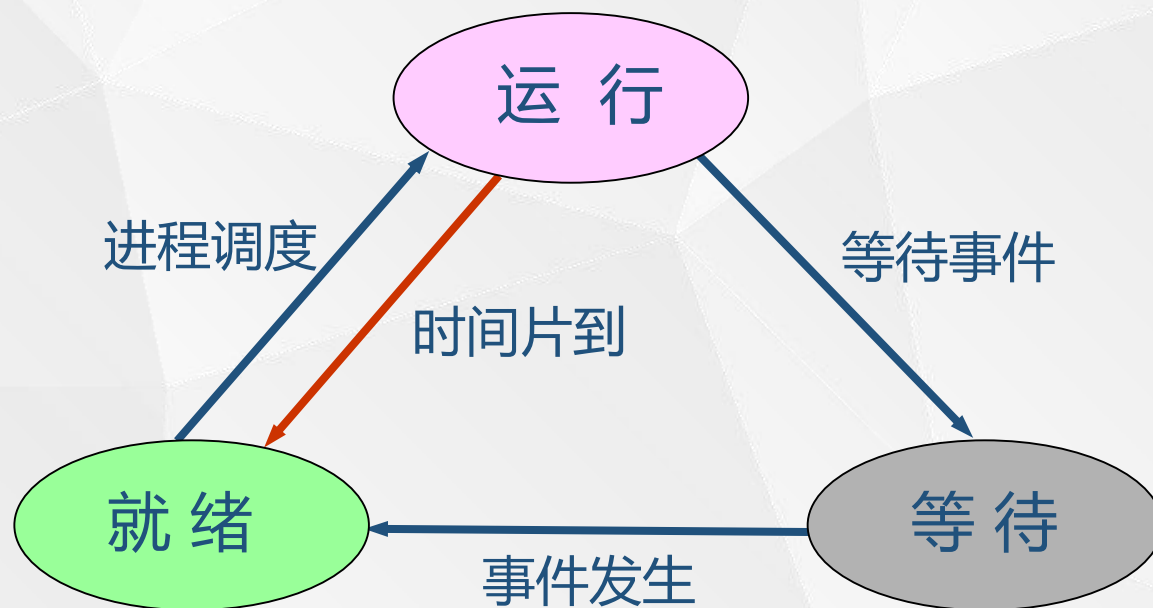 运 行
进程调度
等待事件
时间片到
就 绪
等 待
事件发生